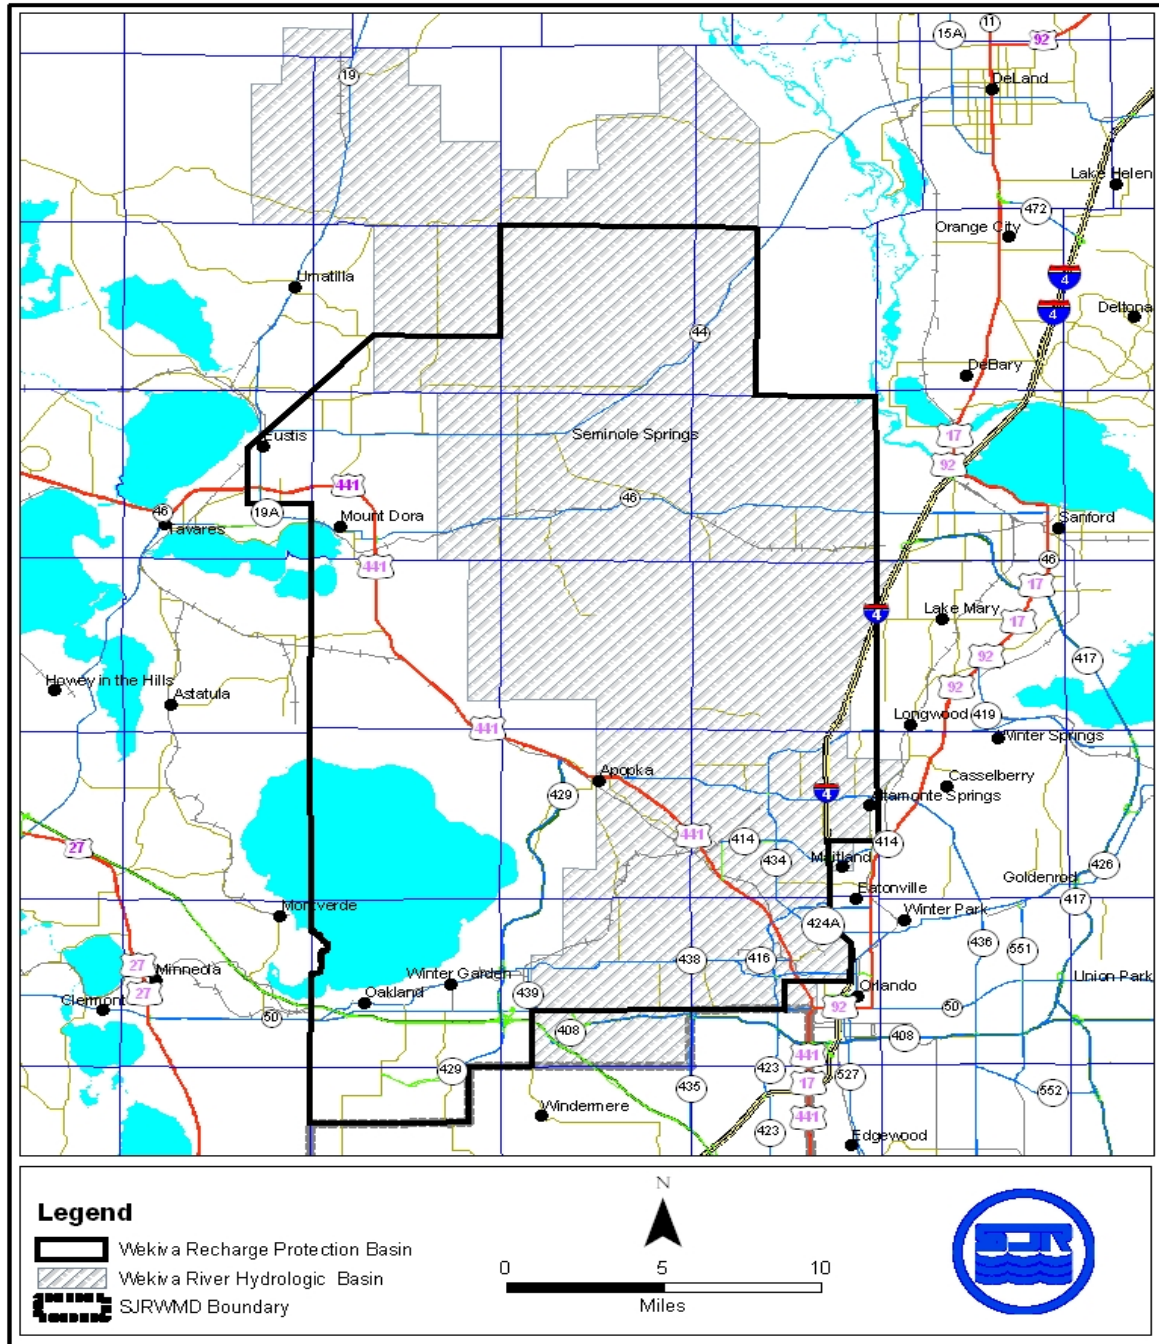 11
15A
92
19
DeLand
Lake Helen
472
Orange City
Umatilla
4
4
Deltona
44
DeBary
17
Eustis
Seminole Springs
92
441
46
46
19A
Mount Dora
Tavares
Sanford
46
441
17
4
Lake Mary
17
92
417
Howey in the Hills
Astatula
92
Longwood
419
441
Winter Springs
Apopka
Casselberry
429
4
Altamonte Springs
441
414
414
27
434
Maitland
426
Goldenrod
Eatonville
417
Montverde
424A
Winter Park
436
551
438
416
27
Minneola
Winter Garden
Union Park
27
439
Orlando
Clermont
Oakland
92
50
50
408
408
441
429
423
527
17
435
552
Windermere
441
423
Edgewood
Legend
N
Wekiva Recharge Protection Basin
Wekiva River Hydrologic Basin
SJRWMD Boundary
0 5 10
Miles
SJR